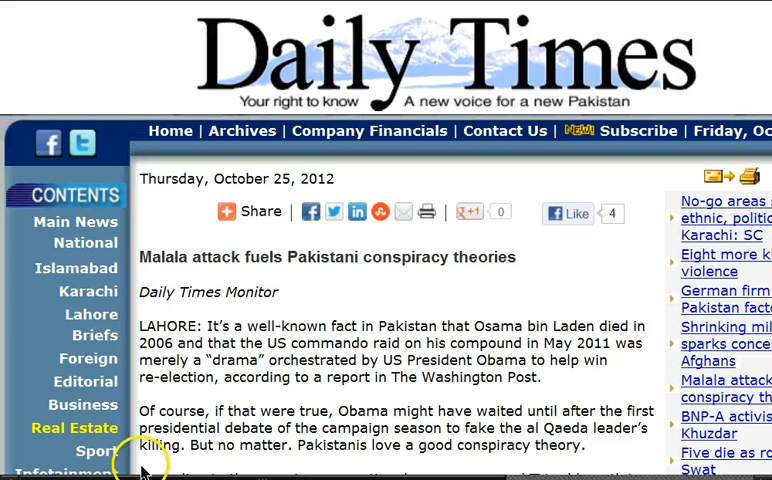 Daily Times
Your right to know A new voice for a new Pakistan
Home | Archives | Company Financials | Contact Us | NEW! Subscribe | Friday,
CONTENTS
Main News
National
Islamabad
Karachi
Lahore
Briefs
Foreign
Editorial
Business
Real Estate
Sport
Infotainment
Thursday, October 25, 2012
Share | +1 0 Like 4
Malala attack fuels Pakistani conspiracy theories
Daily Times Monitor
LAHORE: It’s a well-known fact in Pakistan that Osama bin Laden died in
2006 and that the US commando raid on his compound in May 2011 was
merely a “drama” orchestrated by US President Obama to help win
re-election, according to a report in The Washington Post.
Of course, if that were true, Obama might have waited until after the first
presidential debate of the campaign season to fake the al Qaeda leader’s
killing. But no matter. Pakistanis love a good conspiracy theory.
No-go areas
ethnic,
Karachi: SC
Eight more
violence
German firm
Pakistan
Shrinking
sparks
Afghans
Malala attack
conspiracy
BNP-A
Khuzdar
Five die as
Swat